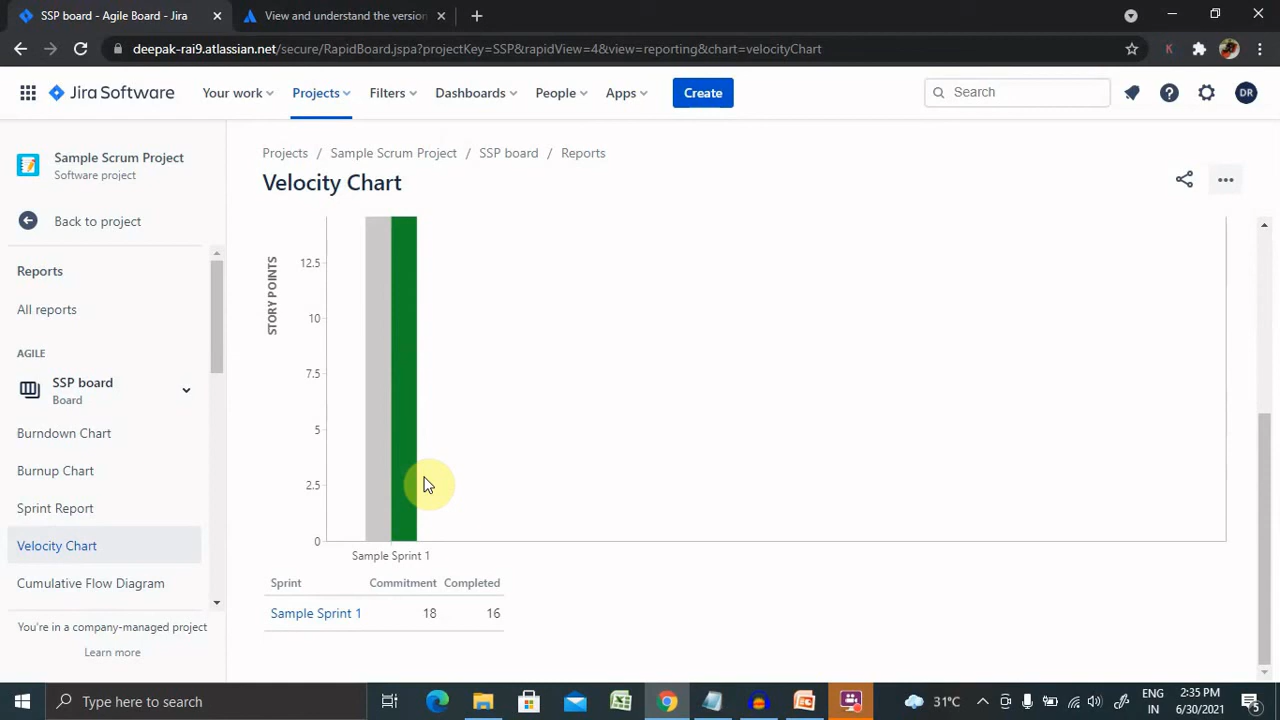 SSP board - Agile Board - Jira
View and understand the version
deepak-rai9.atlassian.net/secure/RapidBoard.jspa?projectKey=SSP&rapidView=4&view=reporting&chart=velocityChart
K
Jira Software
Your work
Projects
Filters
Dashboards
People
Apps
Create
Search
DR
Sample Scrum Project
Software project
Back to project
Reports
All reports
AGILE
SSP board
Board
Burndown Chart
Burnup Chart
Sprint Report
Velocity Chart
Cumulative Flow Diagram
You're in a company-managed project
Learn more
Projects / Sample Scrum Project / SSP board / Reports
Velocity Chart
STORY POINTS
12.5
10
7.5
5
2.5
0
Sample Sprint 1
Sprint Commitment Completed
Sample Sprint 1 18 16
Type here to search
31°C
ENG
IN
2:35 PM
6/30/2021
5